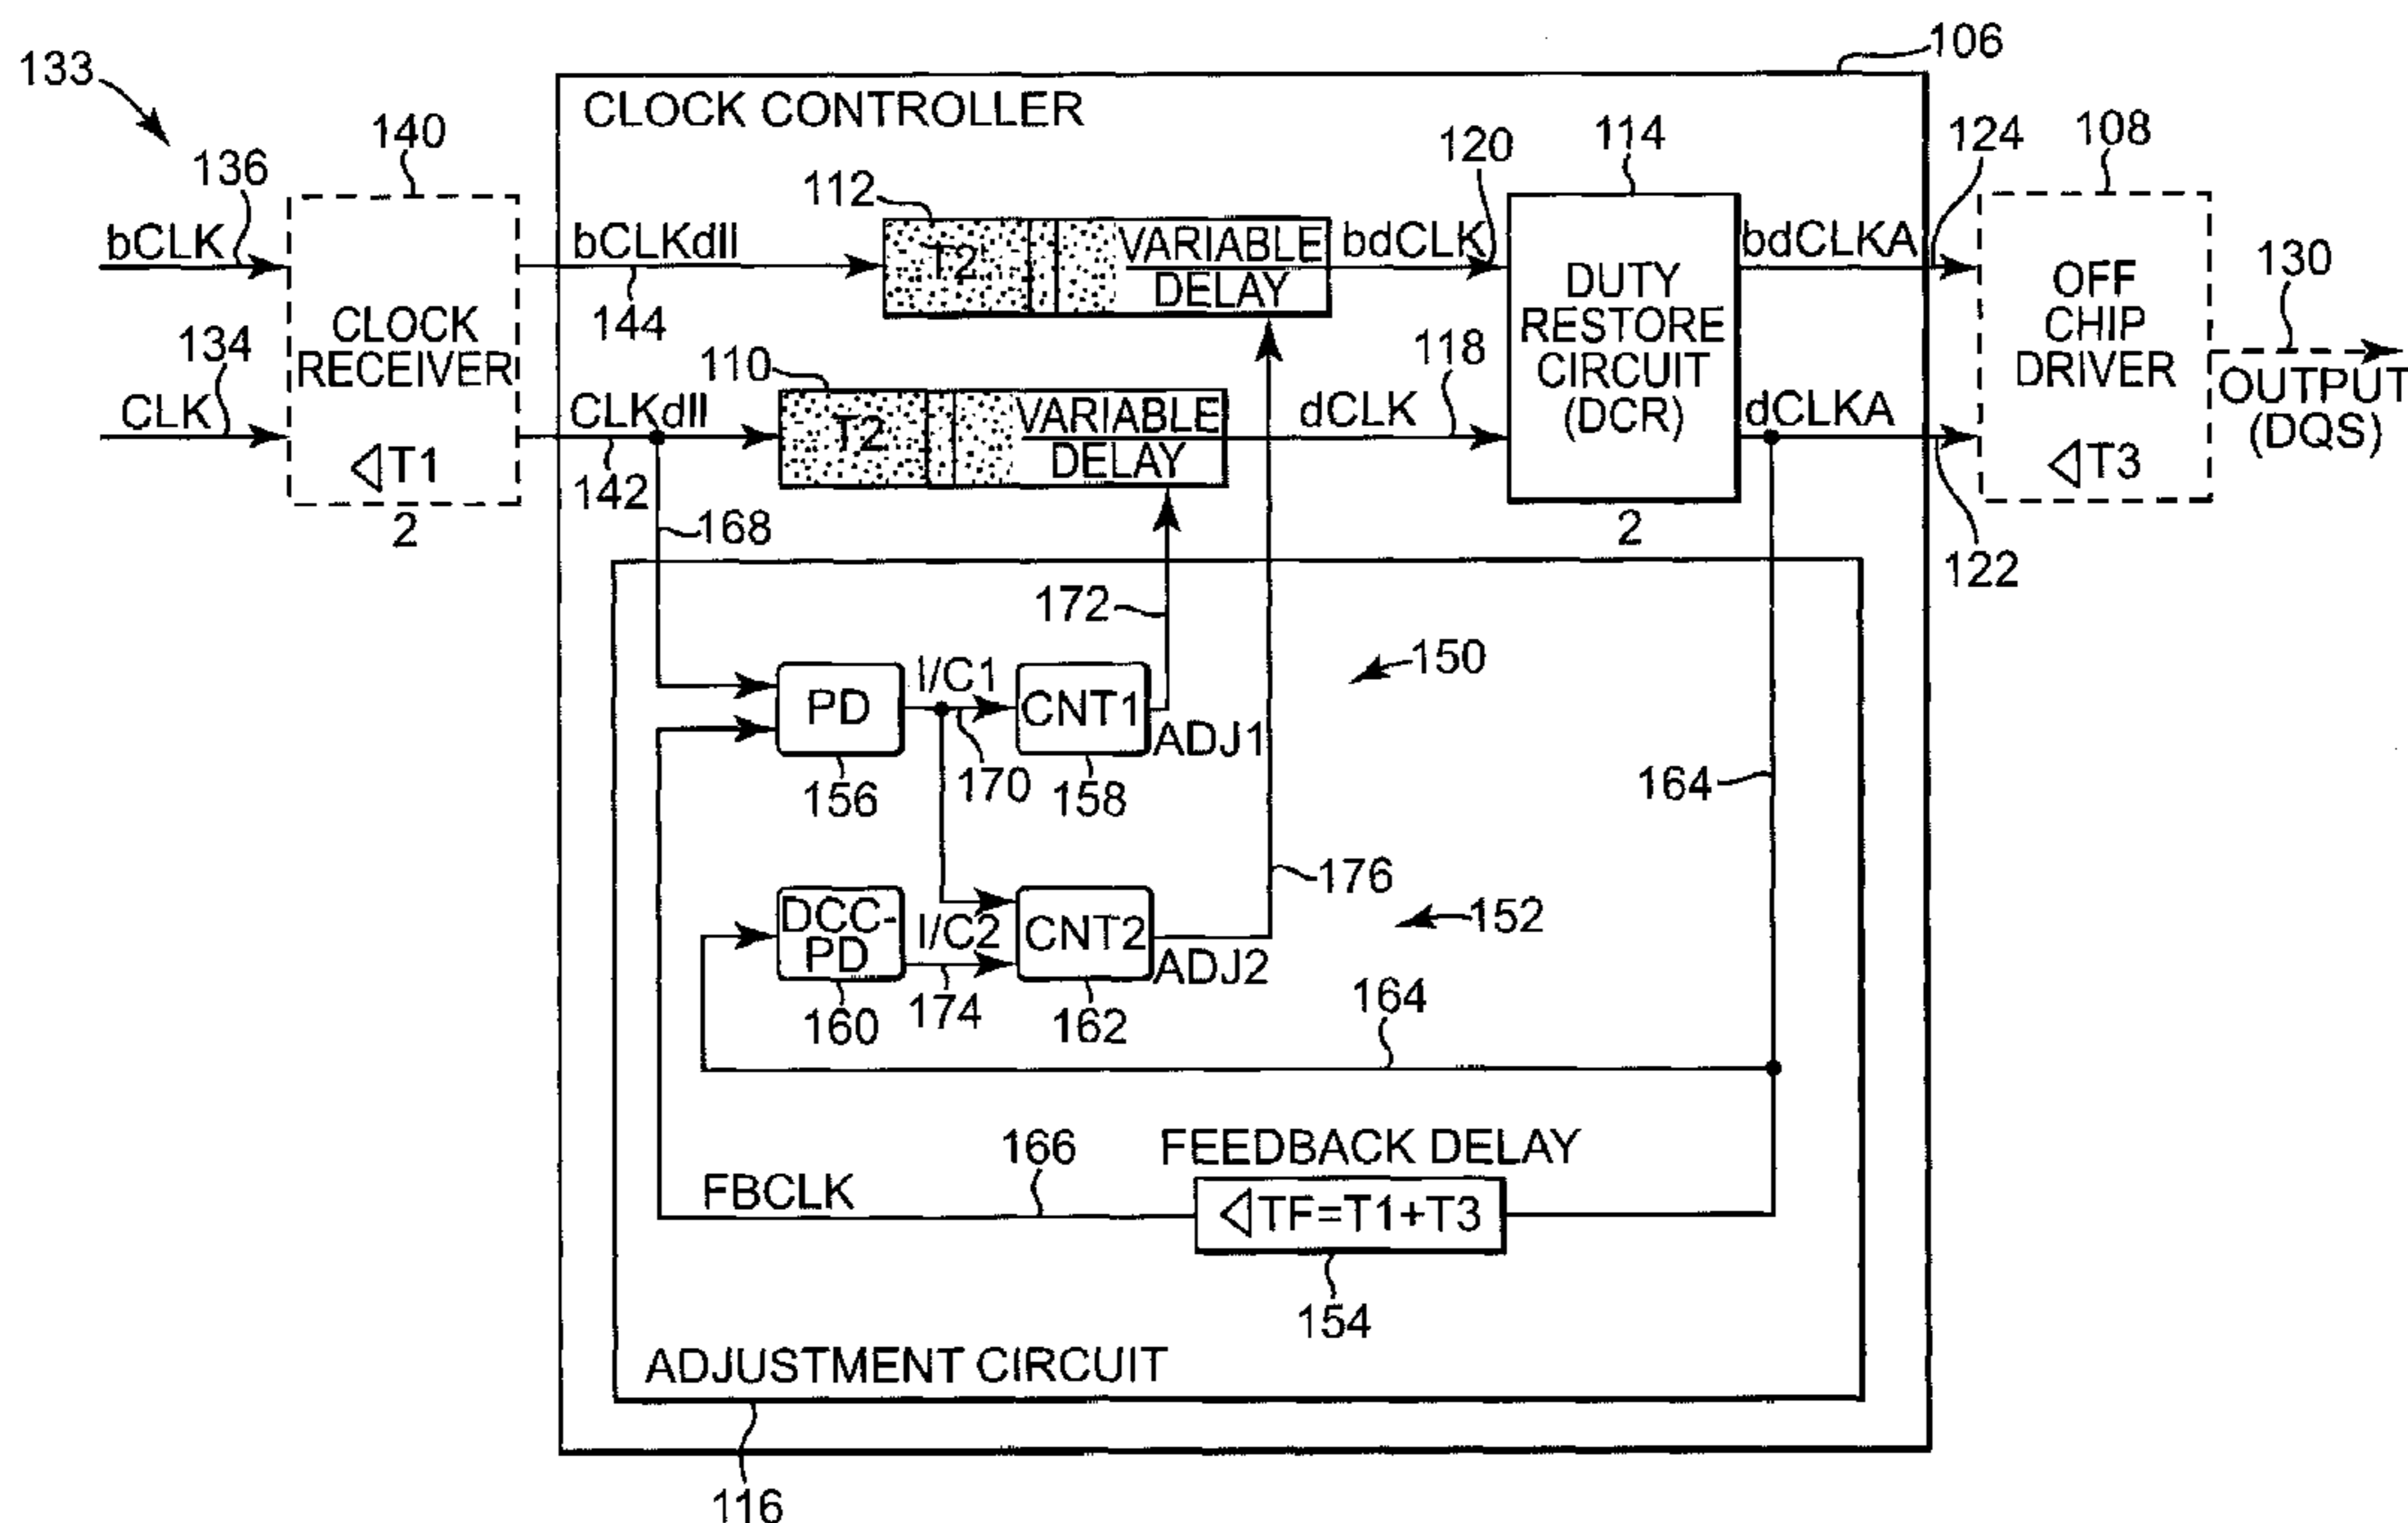 106
133
CLOCK CONTROLLER
140
136
112
120
114
124
108
bCLK
bCLKdll
T2
VARIABLE
DELAY
bdCLK
bdCLKA
130
144
CLOCK
RECEIVER
DUTY
RESTORE
CIRCUIT
(DCR)
OFF
CHIP
DRIVER
134
110
118
CLK
CLKdll
T2
VARIABLE
DELAY
dCLK
dCLKA
OUTPUT
(DQS)
T1
T3
142
2
168
2
122
172
150
I/C1
PD
CNT1
ADJ1
156
170
158
164
176
152
DCC-
PD
I/C2
CNT2
ADJ2
160
174
162
164
166
FEEDBACK DELAY
FBCLK
TF=T1+T3
154
ADJUSTMENT CIRCUIT
116